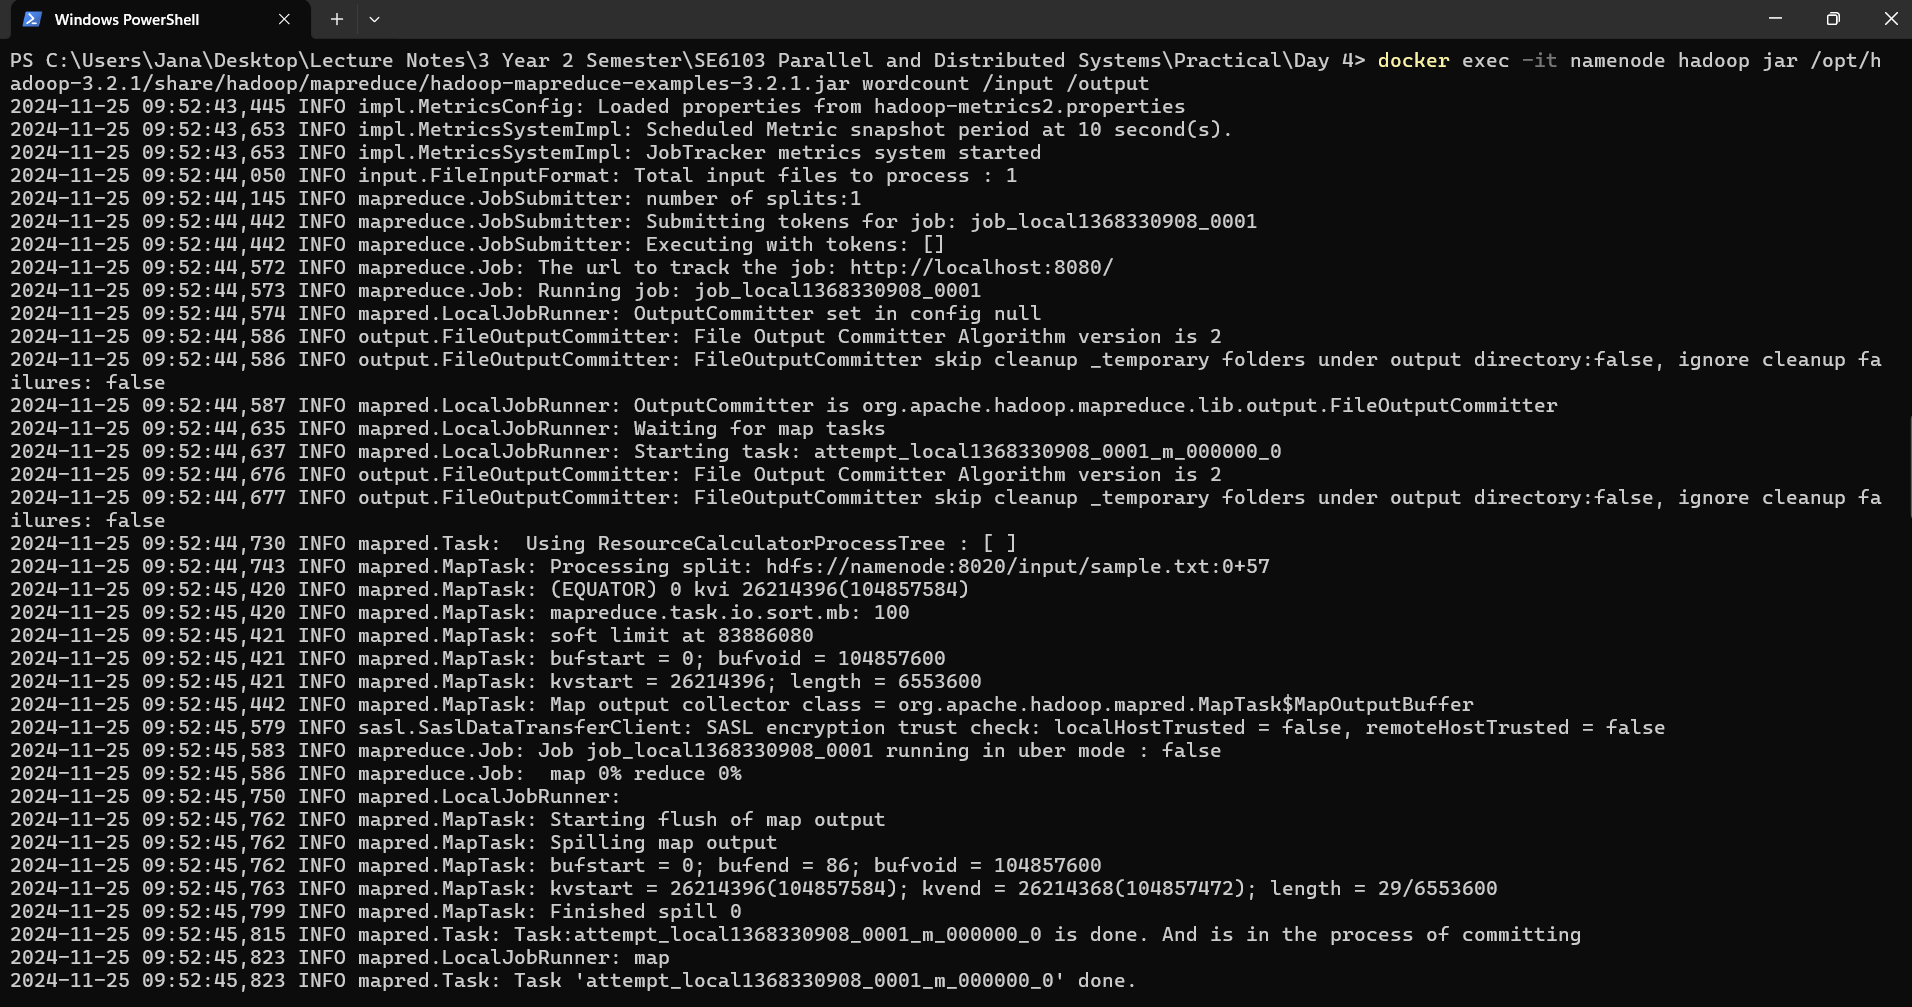 Windows PowerShell
PS C:\Users\Jana\Desktop\Lecture Notes\3 Year 2 Semester\SE6103 Parallel and Distributed Systems\Practical\Day 4> docker exec -it namenode hadoop jar /opt/h
adoop-3.2.1/share/hadoop/mapreduce/hadoop-mapreduce-examples-3.2.1.jar wordcount /input /output
2024-11-25 09:52:43,445 INFO impl.MetricsConfig: Loaded properties from hadoop-metrics2.properties
2024-11-25 09:52:43,653 INFO impl.MetricsSystemImpl: Scheduled Metric snapshot period at 10 second(s).
2024-11-25 09:52:43,653 INFO impl.MetricsSystemImpl: JobTracker metrics system started
2024-11-25 09:52:44,050 INFO input.FileInputFormat: Total input files to process : 1
2024-11-25 09:52:44,145 INFO mapreduce.JobSubmitter: number of splits:1
2024-11-25 09:52:44,442 INFO mapreduce.JobSubmitter: Submitting tokens for job: job_local1368330908_0001
2024-11-25 09:52:44,442 INFO mapreduce.JobSubmitter: Executing with tokens: []
2024-11-25 09:52:44,572 INFO mapreduce.Job: The url to track the job: http://localhost:8080/
2024-11-25 09:52:44,573 INFO mapreduce.Job: Running job: job_local1368330908_0001
2024-11-25 09:52:44,574 INFO mapred.LocalJobRunner: OutputCommitter set in config null
2024-11-25 09:52:44,586 INFO output.FileOutputCommitter: File Output Committer Algorithm version is 2
2024-11-25 09:52:44,586 INFO output.FileOutputCommitter: FileOutputCommitter skip cleanup _temporary folders under output directory:false, ignore cleanup fa
ilures: false
2024-11-25 09:52:44,587 INFO mapred.LocalJobRunner: OutputCommitter is org.apache.hadoop.mapreduce.lib.output.FileOutputCommitter
2024-11-25 09:52:44,635 INFO mapred.LocalJobRunner: Waiting for map tasks
2024-11-25 09:52:44,637 INFO mapred.LocalJobRunner: Starting task: attempt_local1368330908_0001_m_000000_0
2024-11-25 09:52:44,676 INFO output.FileOutputCommitter: File Output Committer Algorithm version is 2
2024-11-25 09:52:44,677 INFO output.FileOutputCommitter: FileOutputCommitter skip cleanup _temporary folders under output directory:false, ignore cleanup fa
ilures: false
2024-11-25 09:52:44,730 INFO mapred.Task:  Using ResourceCalculatorProcessTree : [ ]
2024-11-25 09:52:44,743 INFO mapred.MapTask: Processing split: hdfs://namenode:8020/input/sample.txt:0+57
2024-11-25 09:52:45,420 INFO mapred.MapTask: (EQUATOR) 0 kvi 26214396(104857584)
2024-11-25 09:52:45,420 INFO mapred.MapTask: mapreduce.task.io.sort.mb: 100
2024-11-25 09:52:45,421 INFO mapred.MapTask: soft limit at 83886080
2024-11-25 09:52:45,421 INFO mapred.MapTask: bufstart = 0; bufvoid = 104857600
2024-11-25 09:52:45,421 INFO mapred.MapTask: kvstart = 26214396; length = 6553600
2024-11-25 09:52:45,442 INFO mapred.MapTask: Map output collector class = org.apache.hadoop.mapred.MapTask$MapOutputBuffer
2024-11-25 09:52:45,579 INFO sasl.SaslDataTransferClient: SASL encryption trust check: localHostTrusted = false, remoteHostTrusted = false
2024-11-25 09:52:45,583 INFO mapreduce.Job: Job job_local1368330908_0001 running in uber mode : false
2024-11-25 09:52:45,586 INFO mapreduce.Job:  map 0% reduce 0%
2024-11-25 09:52:45,750 INFO mapred.LocalJobRunner:
2024-11-25 09:52:45,762 INFO mapred.MapTask: Starting flush of map output
2024-11-25 09:52:45,762 INFO mapred.MapTask: Spilling map output
2024-11-25 09:52:45,762 INFO mapred.MapTask: bufstart = 0; bufend = 86; bufvoid = 104857600
2024-11-25 09:52:45,763 INFO mapred.MapTask: kvstart = 26214396(104857584); kvend = 26214368(104857472); length = 29/6553600
2024-11-25 09:52:45,799 INFO mapred.MapTask: Finished spill 0
2024-11-25 09:52:45,815 INFO mapred.Task: Task:attempt_local1368330908_0001_m_000000_0 is done. And is in the process of committing
2024-11-25 09:52:45,823 INFO mapred.LocalJobRunner: map
2024-11-25 09:52:45,823 INFO mapred.Task: Task 'attempt_local1368330908_0001_m_000000_0' done.